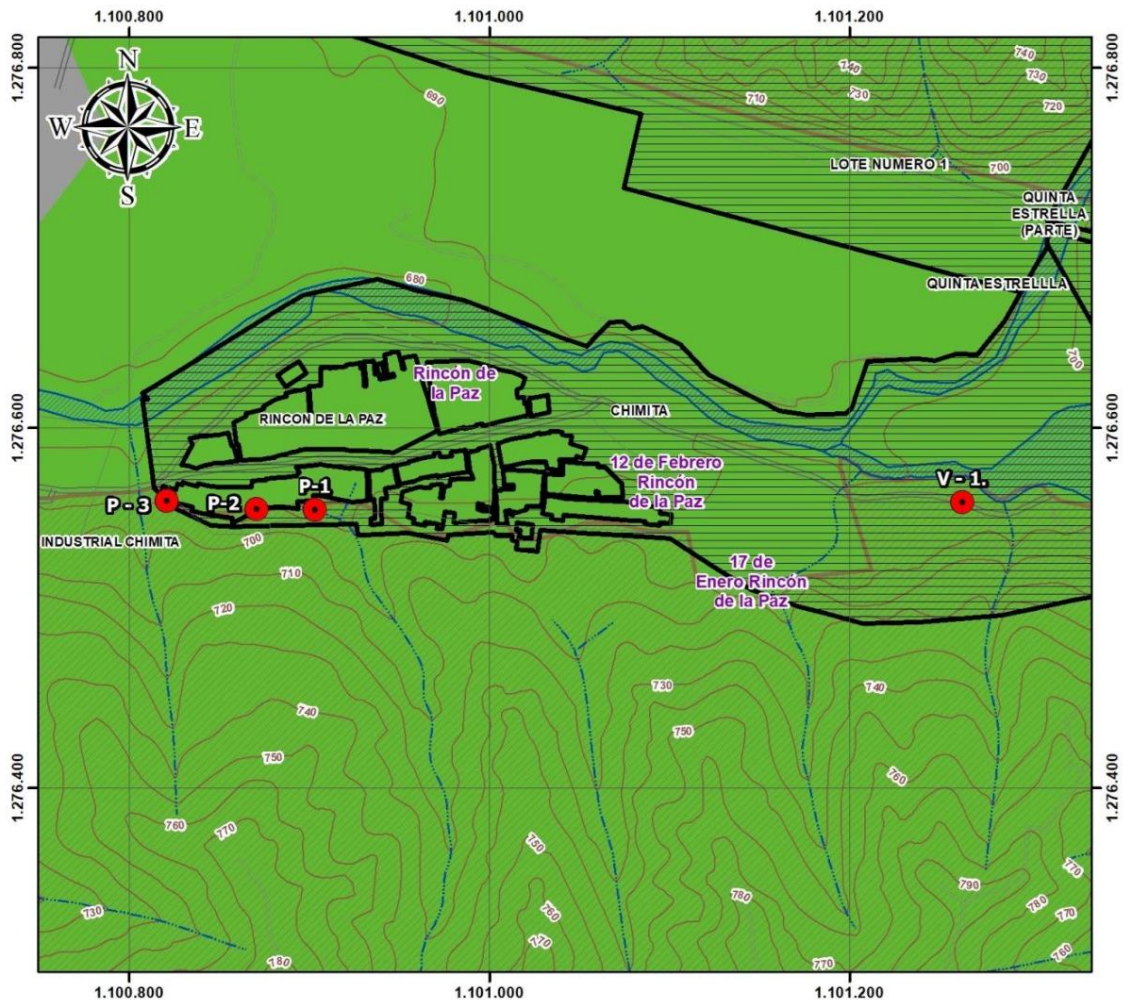 1.100.800
1.101.000
1.101.200
1.276.800
1.276.800
N
W
E
S
690
740
740
730
730
710
720
LOTE NUMERO 1
700
QUINTA
ESTRELLA
(PARTE)
680
QUINTA ESTRELLLA
700
Rincón de
la Paz
1.276.600
RINCON DE LA PAZ
CHIMITA
1.276.600
12 de Febrero
Rincón
de la Paz
P - 3
P-2
P-1
V - 1.
INDUSTRIAL CHIMITA
700
17 de
Enero Rincón
de la Paz
710
720
730
740
740
750
750
760
1.276.400
1.276.400
760
770
750
770
790
780
780
770
730
760
770
760
780
770
1.100.800
1.101.000
1.101.200